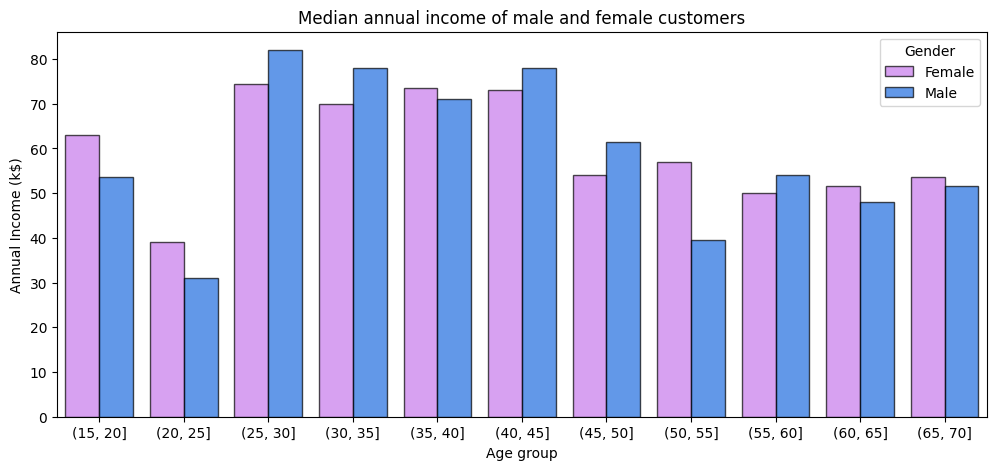 Median annual income of male and female customers
Gender
Female
Male
Annual Income (k$)
80
70
60
50
40
30
20
10
0
(15, 20] (20, 25] (25, 30] (30, 35] (35, 40] (40, 45] (45, 50] (50, 55] (55, 60] (60, 65] (65, 70]
Age group